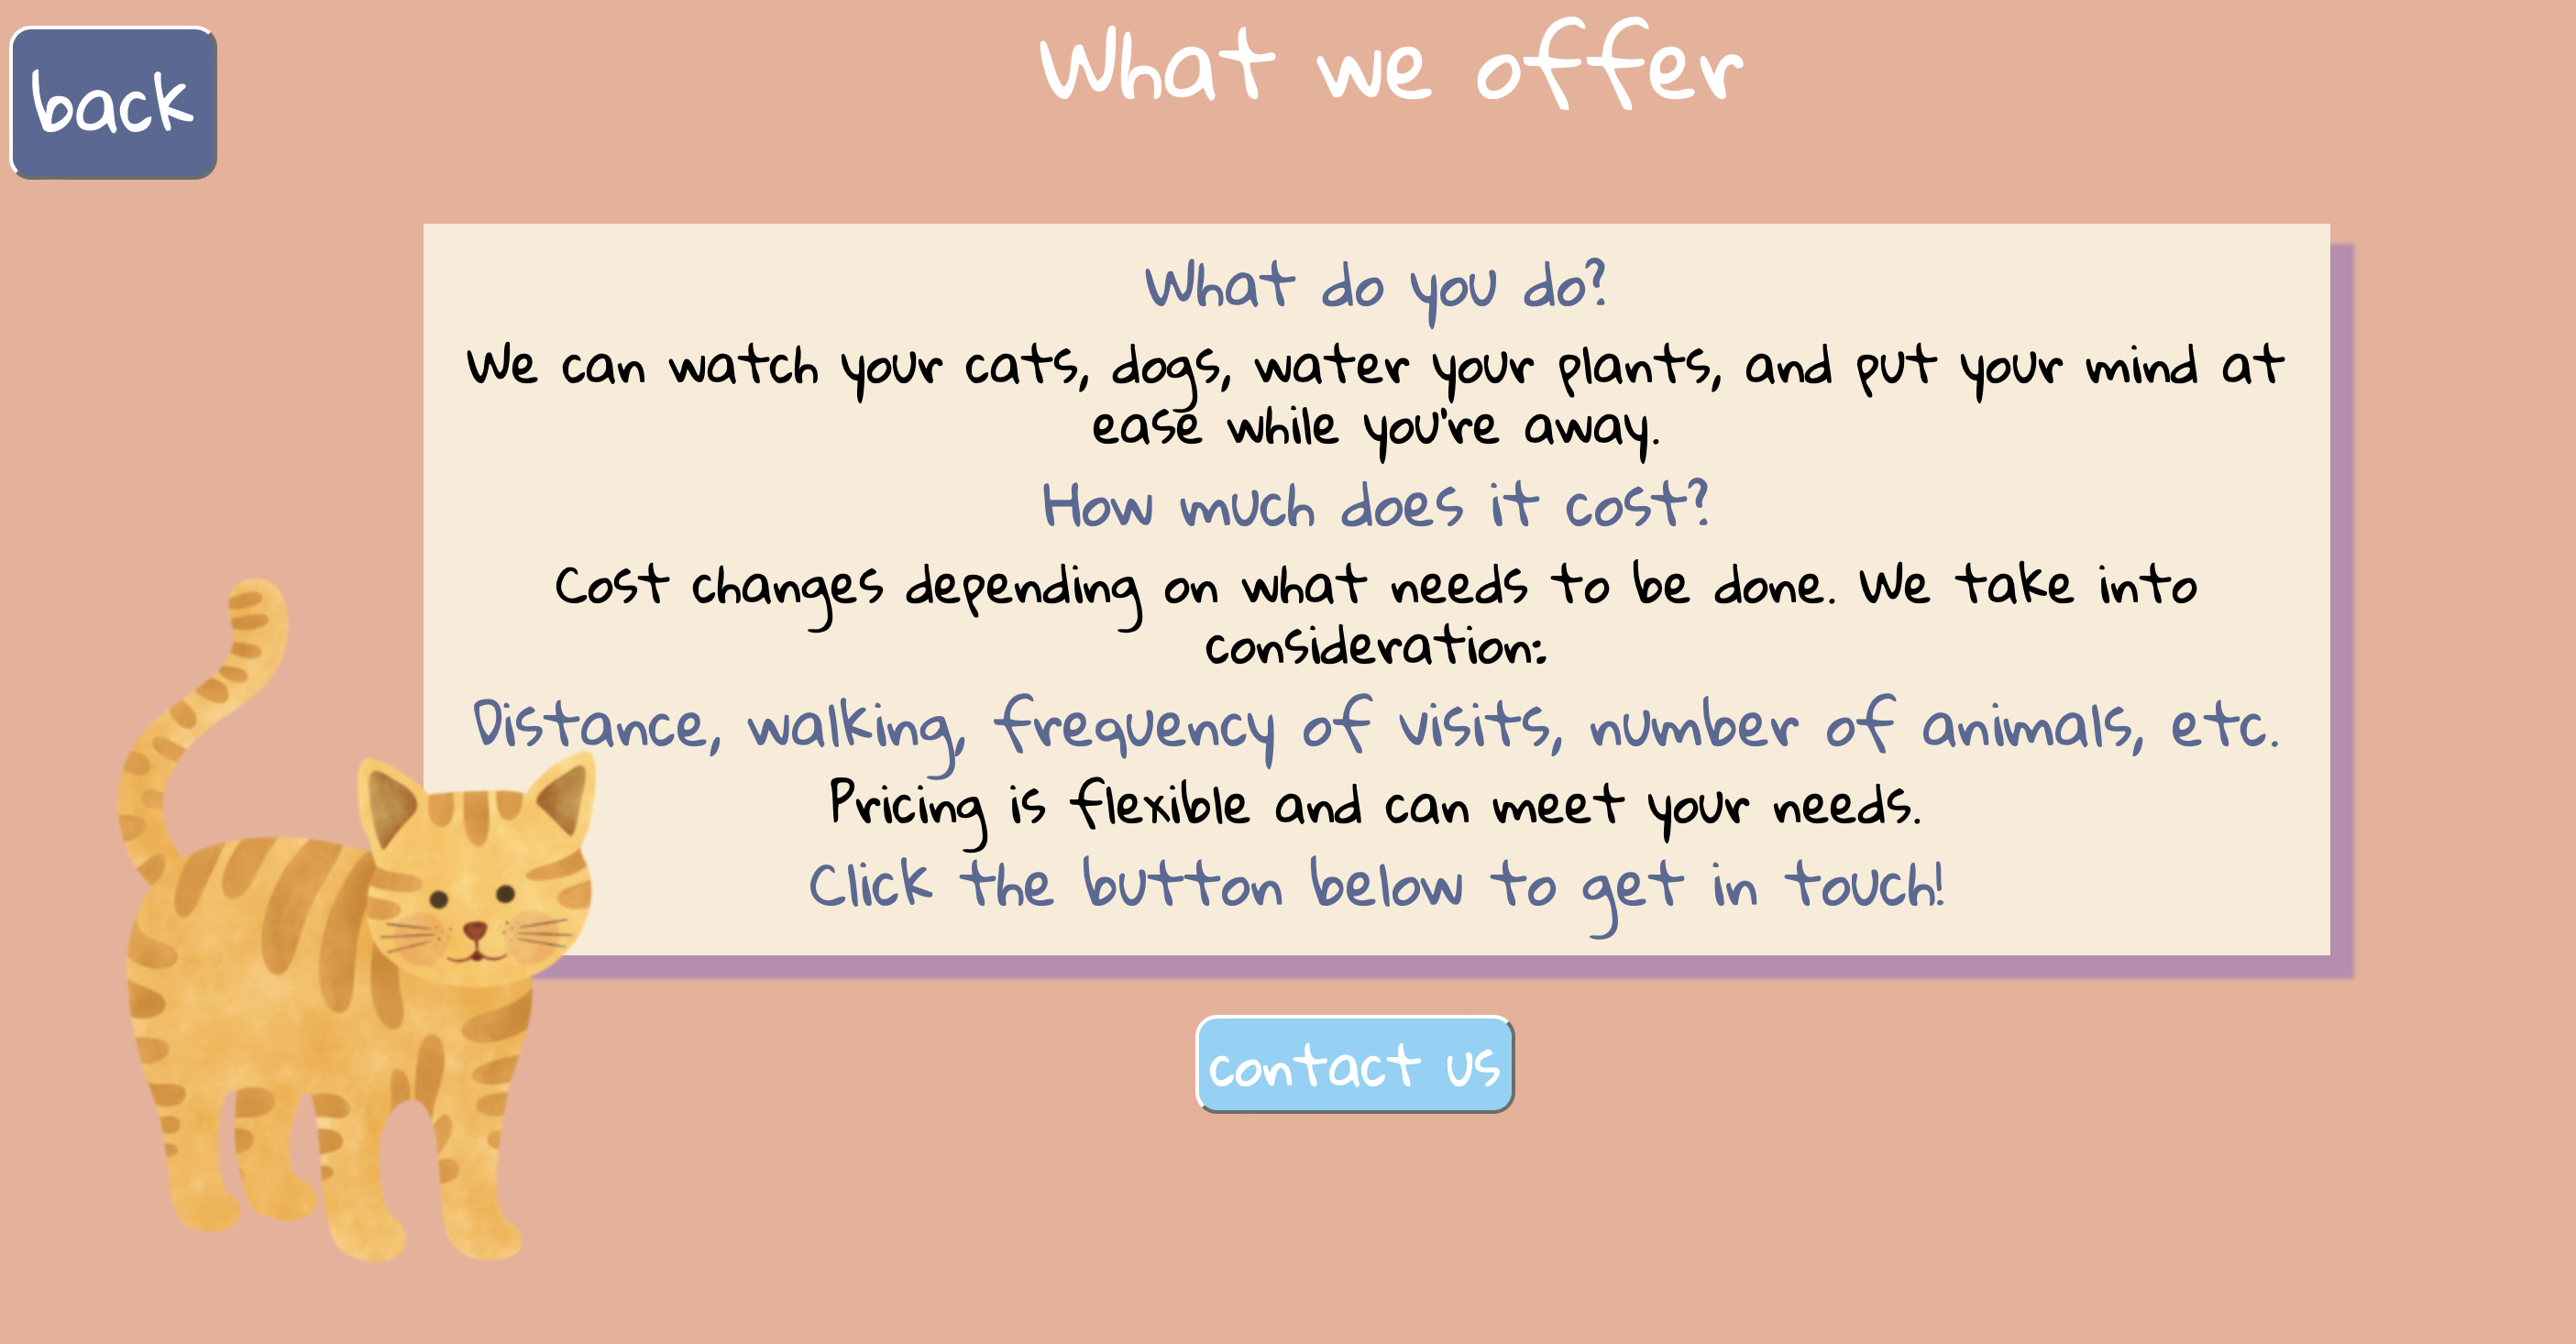 back
What we offer
What do you do?
We can watch your cats, dogs, water your plants, and put your mind at
ease while you're away.
How much does it cost?
Cost changes depending on what needs to be done. We take into
consideration:
Distance, walking, frequency of visits, number of animals, etc.
Pricing is flexible and can meet your needs.
Click the button below to get in touch!
contact us